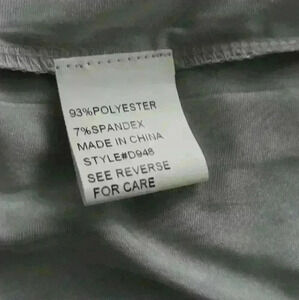 93%POLYESTER
7%SPANDEX
MADE IN CHINA
STYLE#D948
SEE REVERSE
FOR CARE